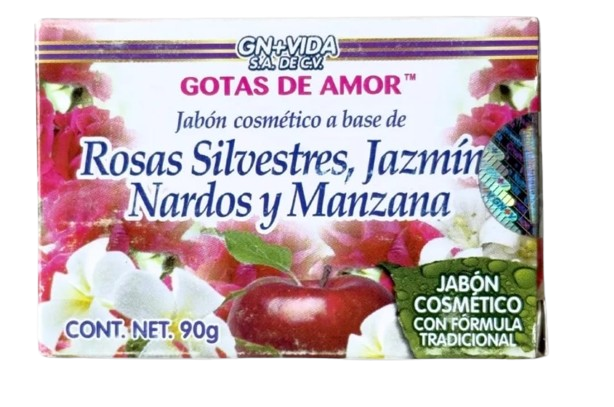 GN+VIDA
S.A. DE C.V.
GOTAS DE AMOR™
Jabón cosmético a base de
Rosas Silvestres, Jazmín
Nardos y Manzana
JABÓN
COSMÉTICO
CON FÓRMULA
TRADICIONAL
CONT. NET. 90g